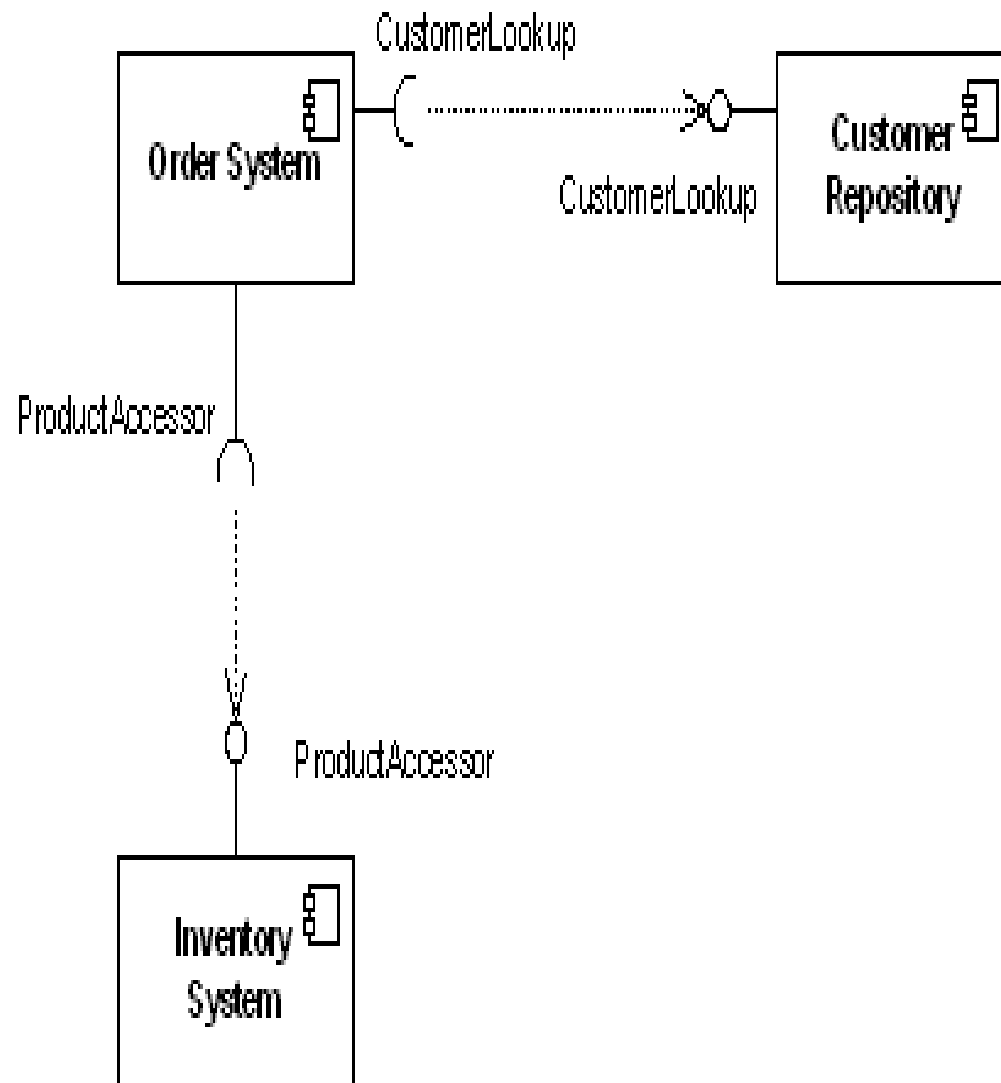 CustomerLookup
Order System
Customer
Repository
CustomerLookup
ProductAccessor
ProductAccessor
Inventory
System